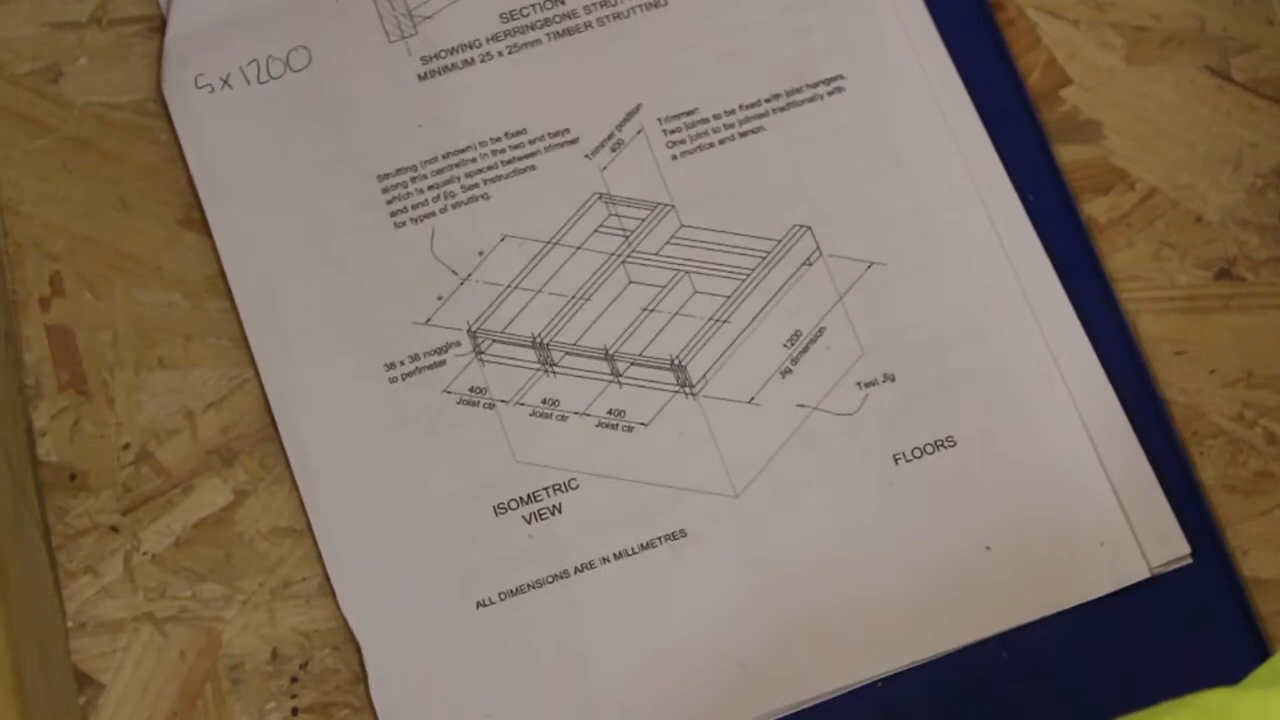 SECTION
SHOWING HERRINGBONE
MINIMUM 25 x 25mm TIMBER STRUTTING
5 x 1200
Strutting (not shown) to be fixed
along this centreline in the two end bays
which is equally spaced between trimmer
and end of jig. See instructions
for types of strutting.
Trimmer position
400
Trimmer:
Two joints to be fixed with joist hangers.
One joint to be jointed traditionally with
a mortice and tenon.
=
=
38 x 38 noggins
to perimeter
400
Joist ctr
400
Joist ctr
400
Joist ctr
1200
Jig dimension
Test Jig
ISOMETRIC
VIEW
FLOORS
ALL DIMENSIONS ARE IN MILLIMETRES